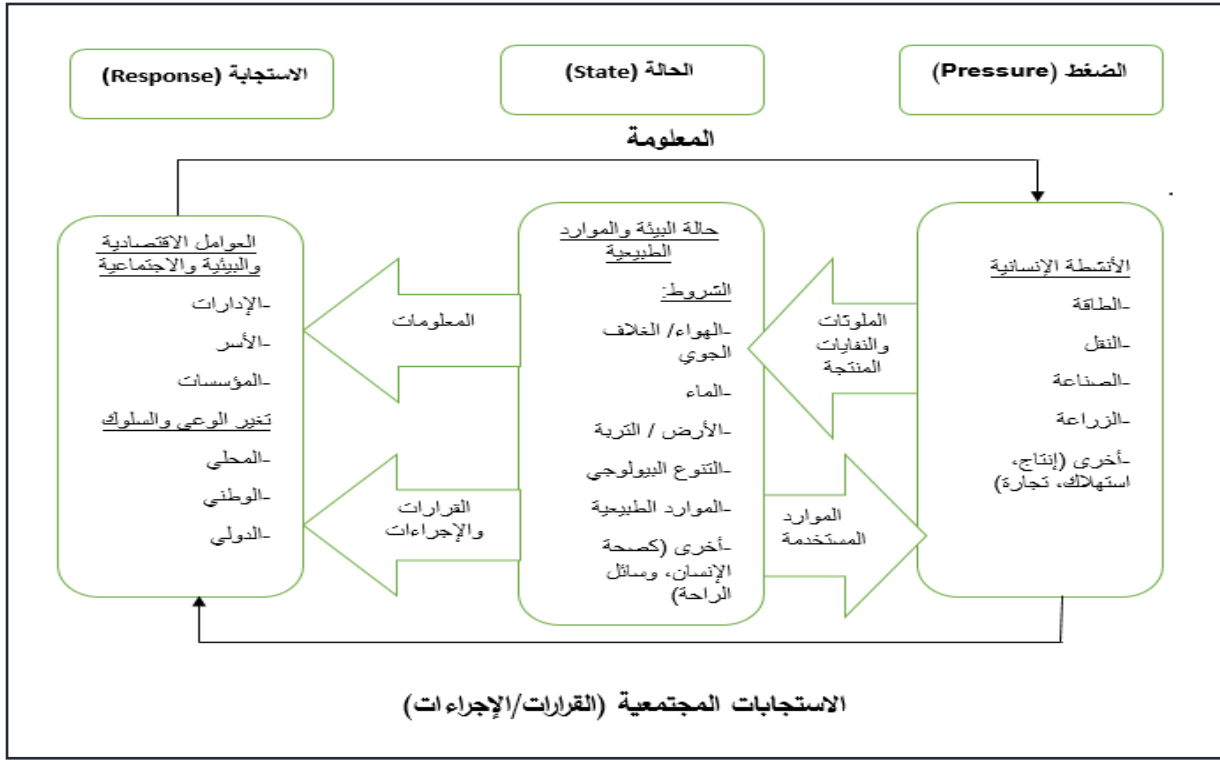 الضغط (Pressure)
الحالة (State)
الاستجابة (Response)
المعلومة
الأنشطة الإنسانية
-الطاقة
-النقل
-الصناعة
-الزراعة
-أخرى (إنتاج،
استهلاك، تجارة)
الملوثات
والنفايات
المنتجة
الموارد
المستخدمة
حالة البيئة والموارد
الطبيعية
الشروط:
-الهواء/ الغلاف
الجوي
-الماء
-الأرض / التربة
-التنوع البيولوجي
-الموارد الطبيعية
-أخرى (كصحة
الإنسان، وسائل
الراحة)
المعلومات
القرارات
والإجراءات
العوامل الاقتصادية
والبيئية والاجتماعية
-الإدارات
-الأسر
-المؤسسات
تغير الوعي والسلوك
-المحلي
-الوطني
-الدولي
الاستجابات المجتمعية (القرارات/الإجراءات)